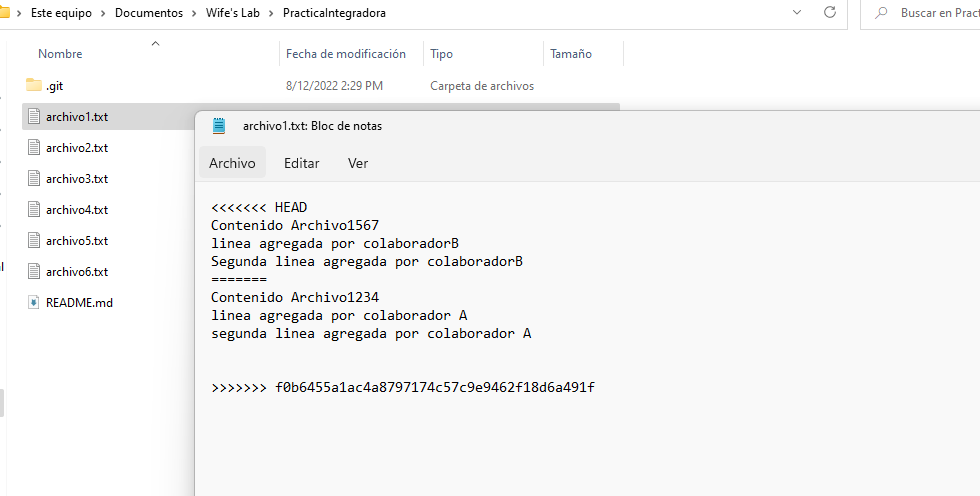 Este equipo > Documentos > Wife's Lab > PracticaIntegradora
Buscar en Pract
Nombre
Fecha de modificación
Tipo
Tamaño
.git
8/12/2022 2:29 PM
Carpeta de archivos
archivo1.txt
archivo2.txt
archivo3.txt
archivo4.txt
archivo5.txt
archivo6.txt
README.md
archivo1.txt: Bloc de notas
Archivo
Editar
Ver
<<<<<<< HEAD
Contenido Archivo1567
linea agregada por colaboradorB
Segunda linea agregada por colaboradorB
=======
Contenido Archivo1234
linea agregada por colaborador A
segunda linea agregada por colaborador A
>>>>>>> f0b6455a1ac4a8797174c57c9e9462f18d6a491f